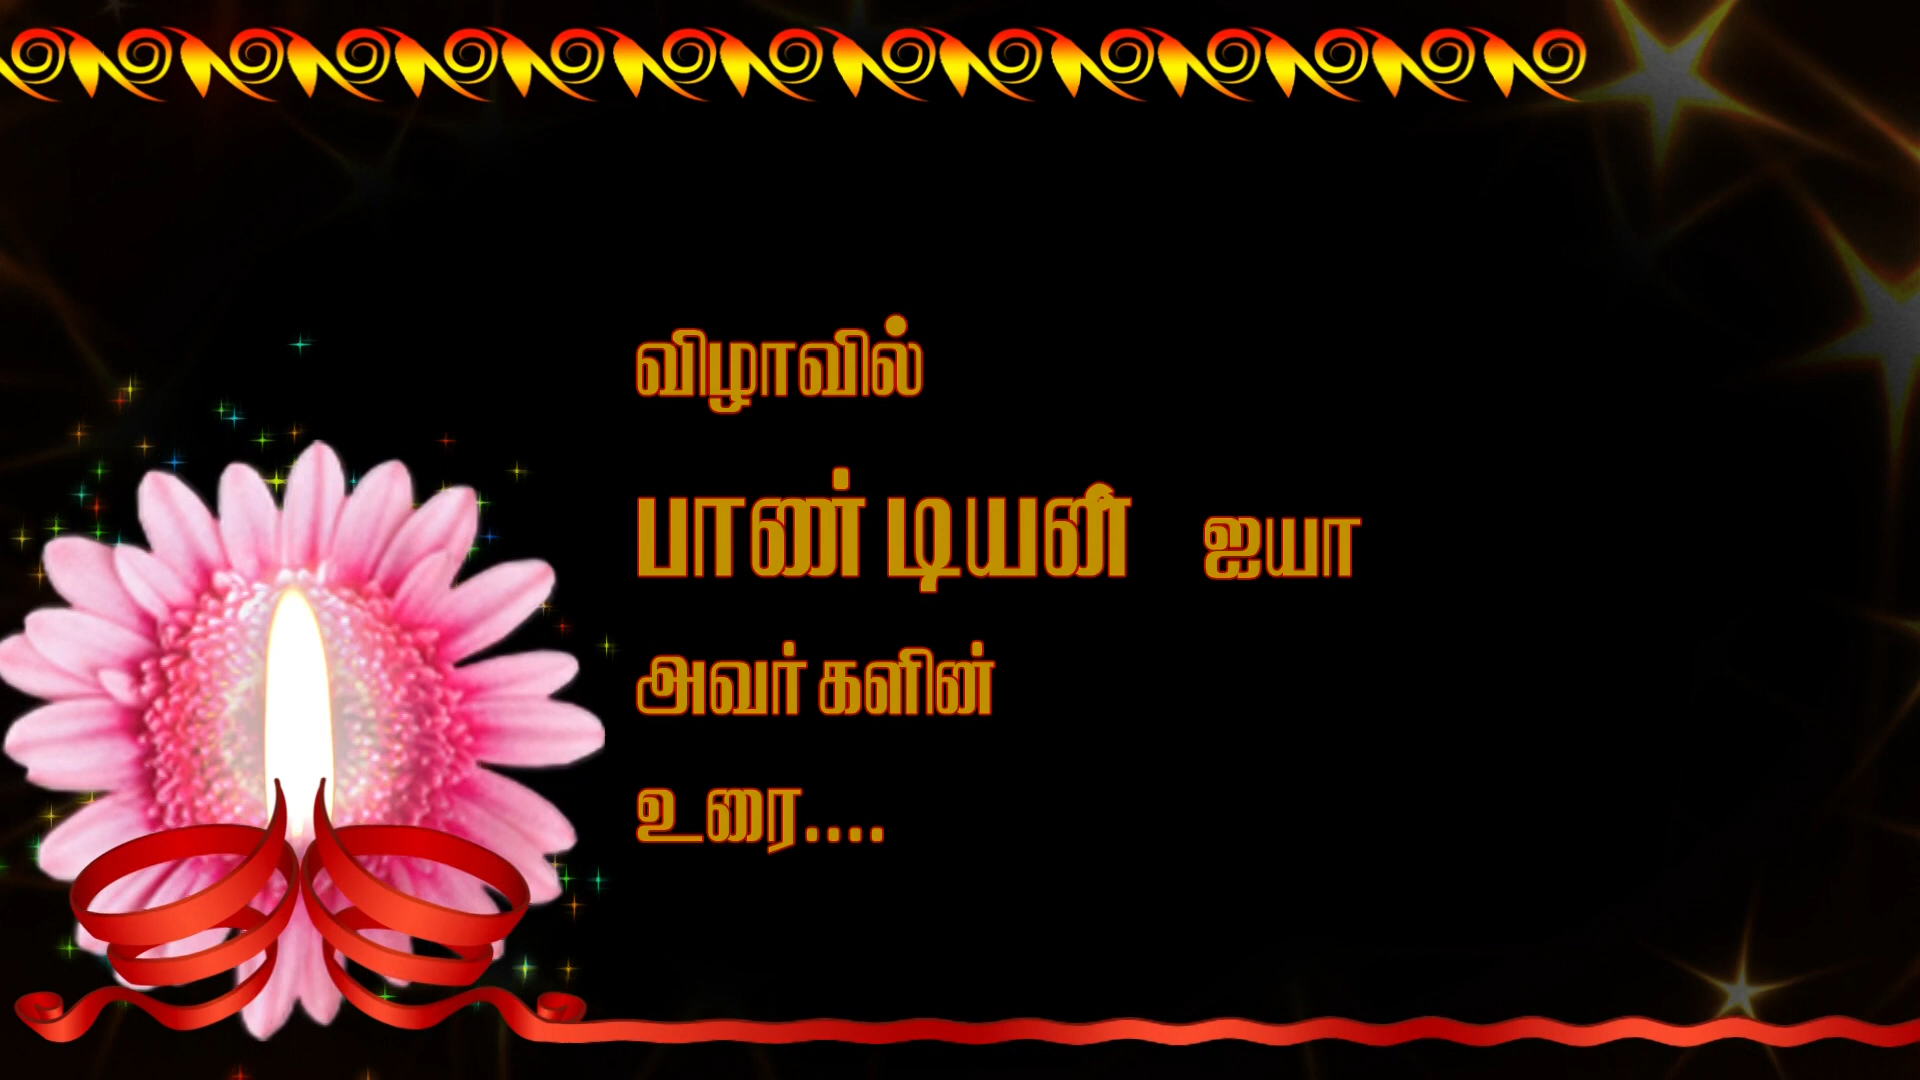 விழாவில்
பாண்டியன் ஐயா
அவர்களின்
உரை....